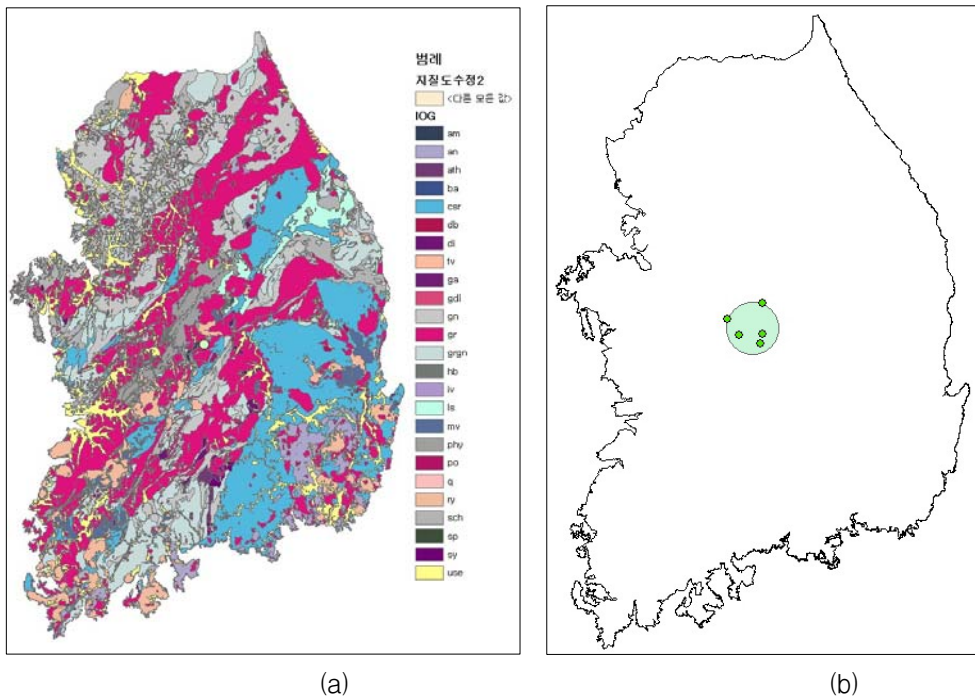 범례
지질도수정2
<다른 모든 값>
IOG
am
an
ath
ba
csr
db
di
fv
ga
gdl
gn
gr
grgn
hb
iv
ls
mv
phy
po
q
ry
sch
sp
sy
use
(a)
(b)